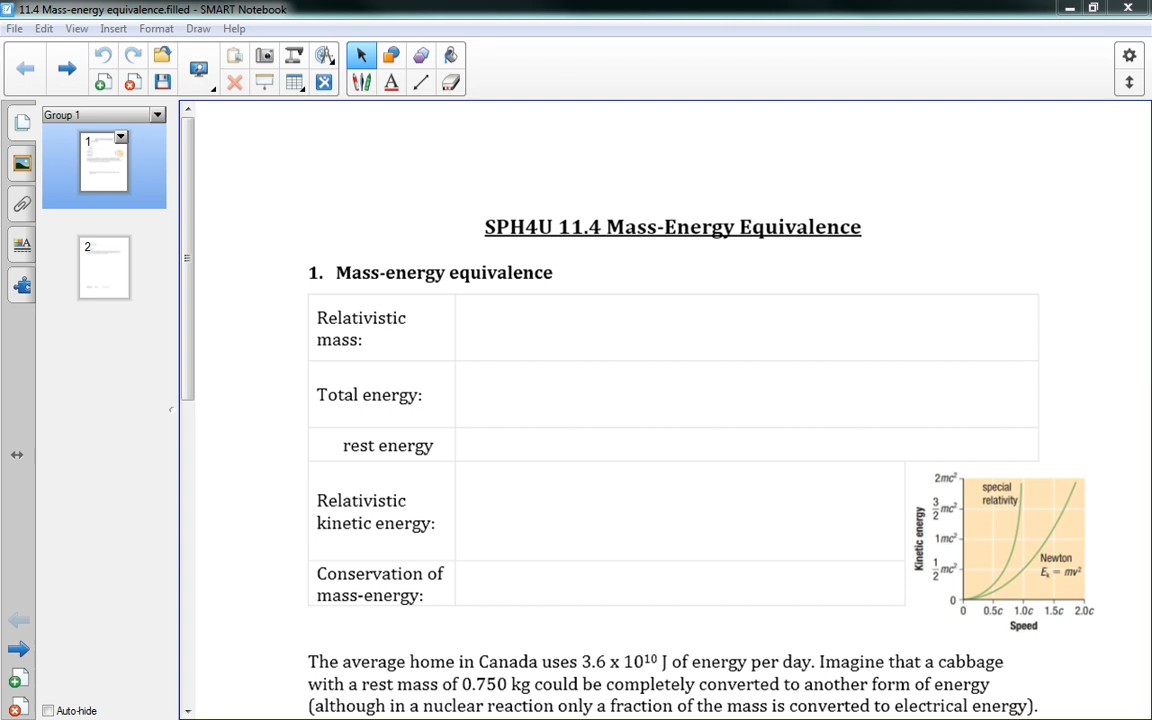 11.4 Mass-energy equivalence.filled - SMART Notebook
File Edit View Insert Format Draw Help
Group 1
1
2
SPH4U 11.4 Mass-Energy Equivalence
1. Mass-energy equivalence
Relativistic
mass:
Total energy:
rest energy
Relativistic
kinetic energy:
Conservation of
mass-energy:
2mc²
3/2 mc²
1mc²
1/2 mc²
0
Kinetic energy
special
relativity
Newton
Eₖ = mv²
0 0.5c 1.0c 1.5c 2.0c
Speed
The average home in Canada uses 3.6 x 10¹⁰ J of energy per day. Imagine that a cabbage
with a rest mass of 0.750 kg could be completely converted to another form of energy
(although in a nuclear reaction only a fraction of the mass is converted to electrical energy).
Auto-hide